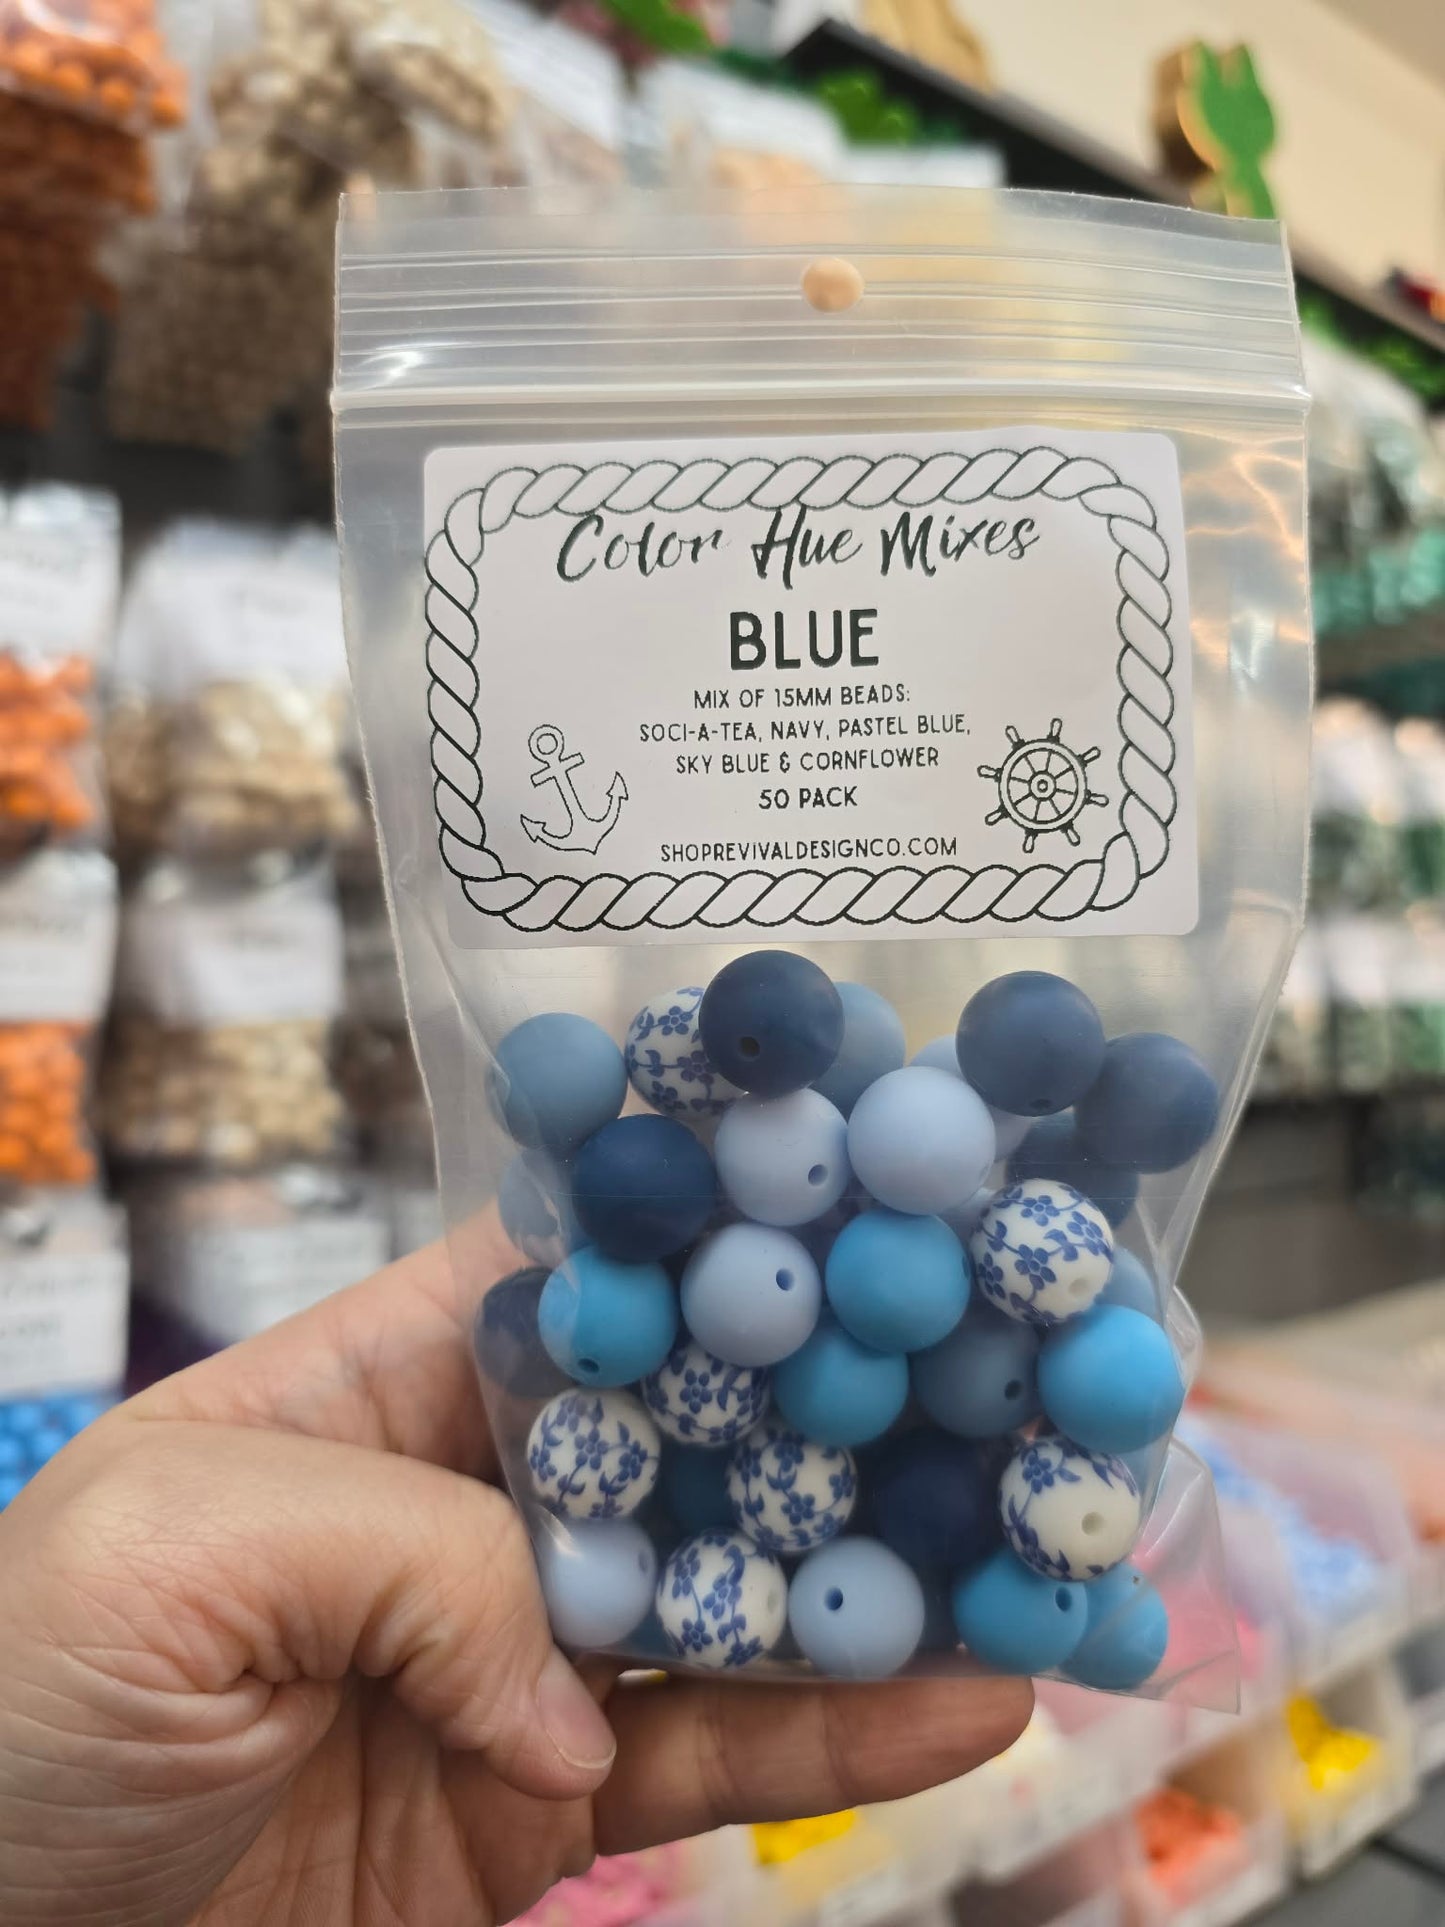 Color Hue Mixes
BLUE
MIX OF 15MM BEADS:
SOCI-A-TEA, NAVY, PASTEL BLUE,
SKY BLUE & CORNFLOWER
50 PACK
SHOPREVIVALDESIGNCO.COM